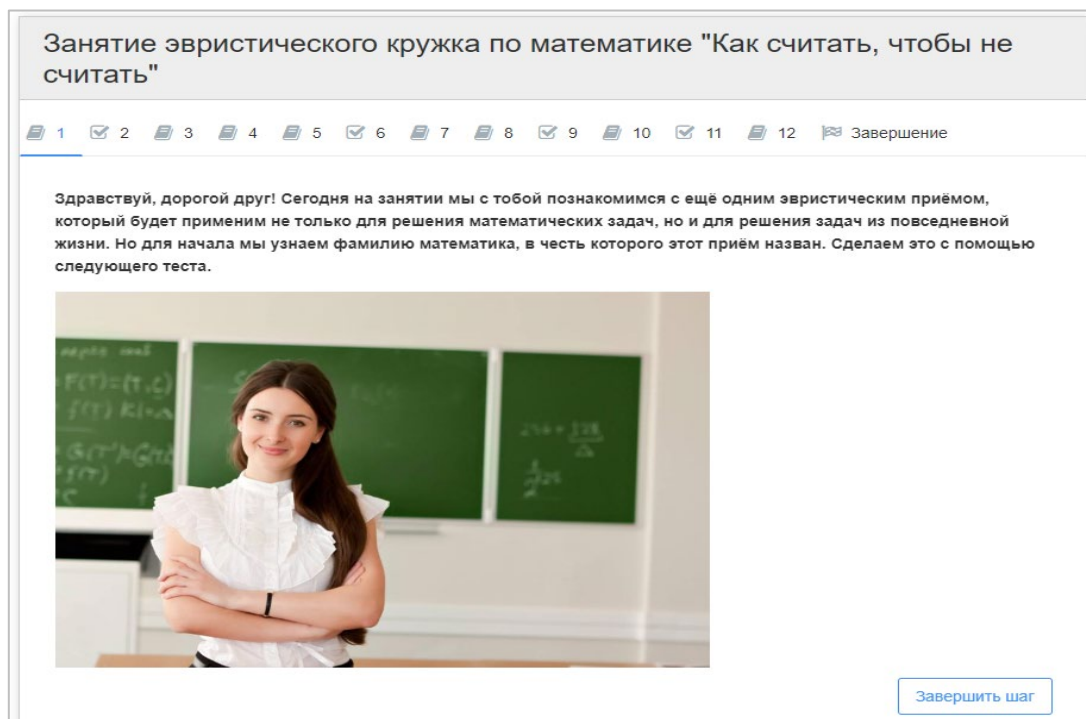 Занятие эвристического кружка по математике "Как считать, чтобы не
считать"
1 2 3 4 5 6 7 8 9 10 11 12 Завершение
Здравствуй, дорогой друг! Сегодня на занятии мы с тобой познакомимся с ещё одним эвристическим приёмом,
который будет применим не только для решения математических задач, но и для решения задач из повседневной
жизни. Но для начала мы узнаем фамилию математика, в честь которого этот приём назван. Сделаем это с помощью
следующего теста.
Завершить шаг